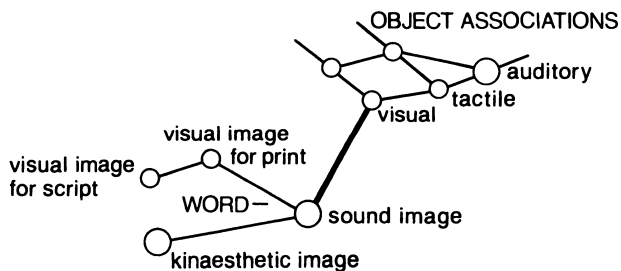 OBJECT ASSOCIATIONS
auditory
tactile
visual
visual image
for print
visual image
for script
WORD–
sound image
kinaesthetic image